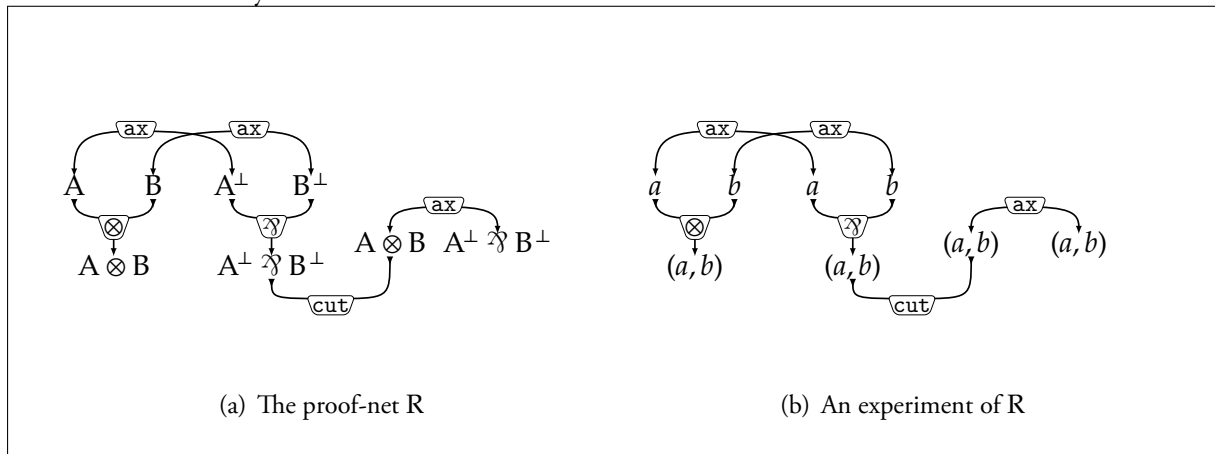 ax ax ax ax
A B A⊥ B⊥ a b a b
ax ax
⊗ ⅋ ⊗ ⅋
A ⊗ B A⊥ ⅋ B⊥ (a, b) (a, b)
A ⊗ B A⊥ ⅋ B⊥ (a, b) (a, b)
cut cut
(a) The proof-net R (b) An experiment of R